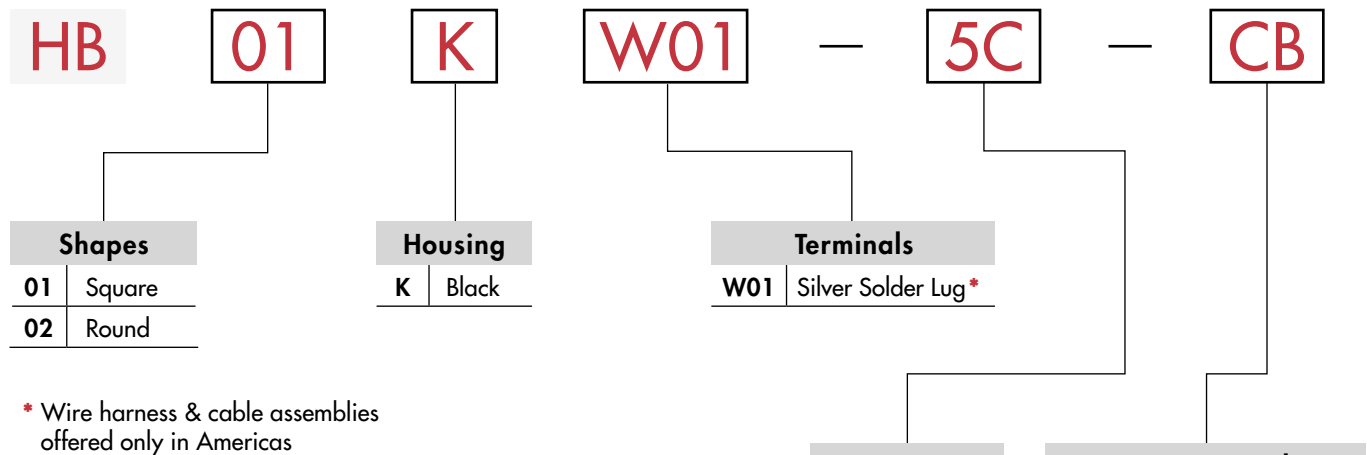 HB 01 K W01 — 5C — CB
Shapes
01 Square
02 Round
Housing
K Black
Terminals
W01 Silver Solder Lug*
* Wire harness & cable assemblies
offered only in Americas